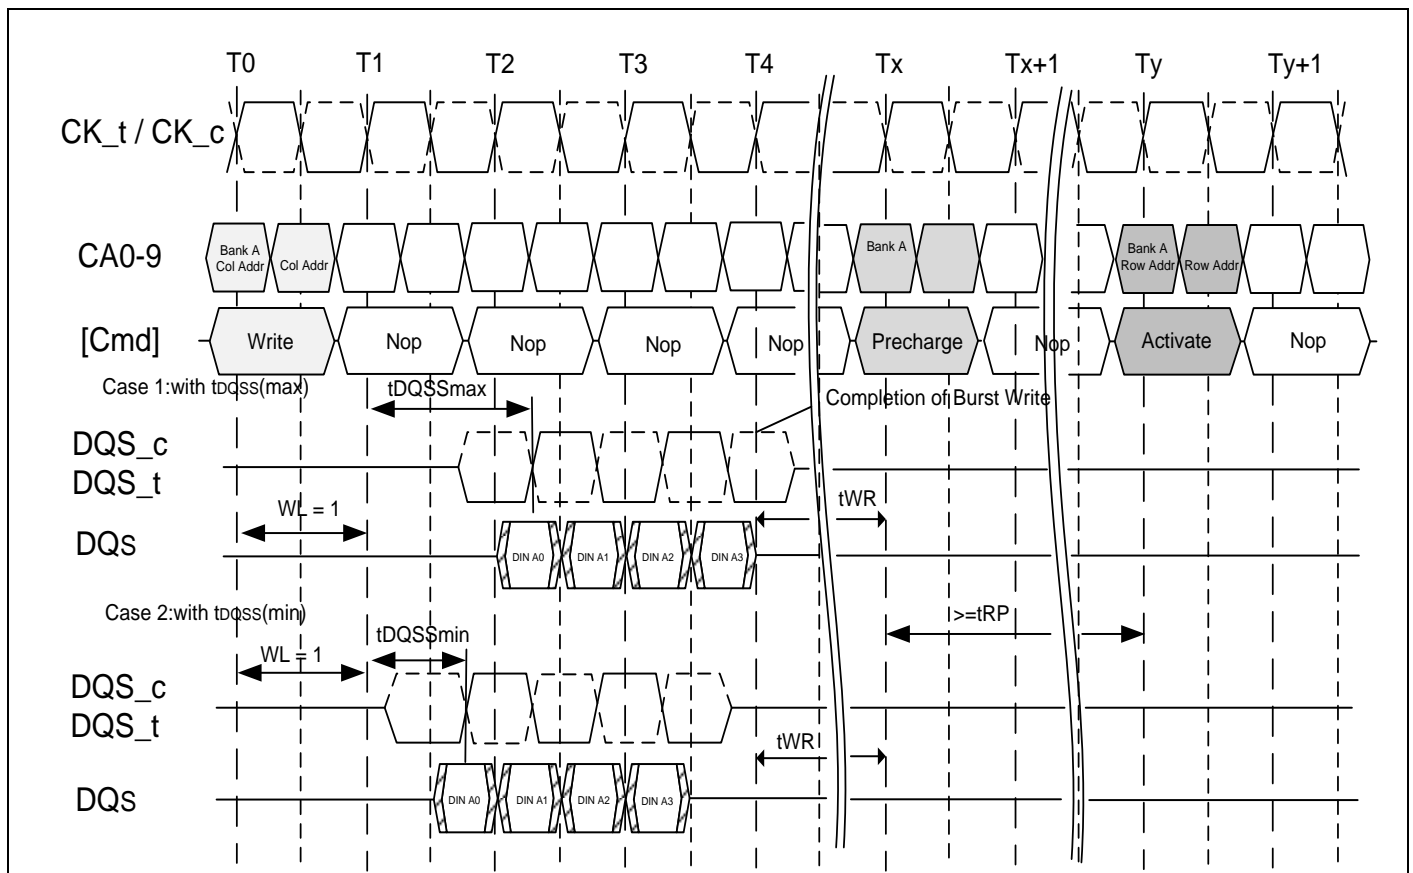 T0 T1 T2 T3 T4 Tx Tx+1 Ty Ty+1
CK_t / CK_c
CA0-9
Bank A
Col Addr
Col Addr
Bank A
Bank A
Row Addr
Row Addr
[Cmd] Write Nop Nop Nop Nop Precharge Nop Activate Nop
Case 1:with tDQSS(max)
tDQSSmax
Completion of Burst Write
DQS_c
DQS_t
WL = 1
tWR
DQs
DIN A0 DIN A1 DIN A2 DIN A3
Case 2:with tDQSS(min)
>=tRP
tDQSSmin
WL = 1
DQS_c
DQS_t
tWR
DQs
DIN A0 DIN A1 DIN A2 DIN A3